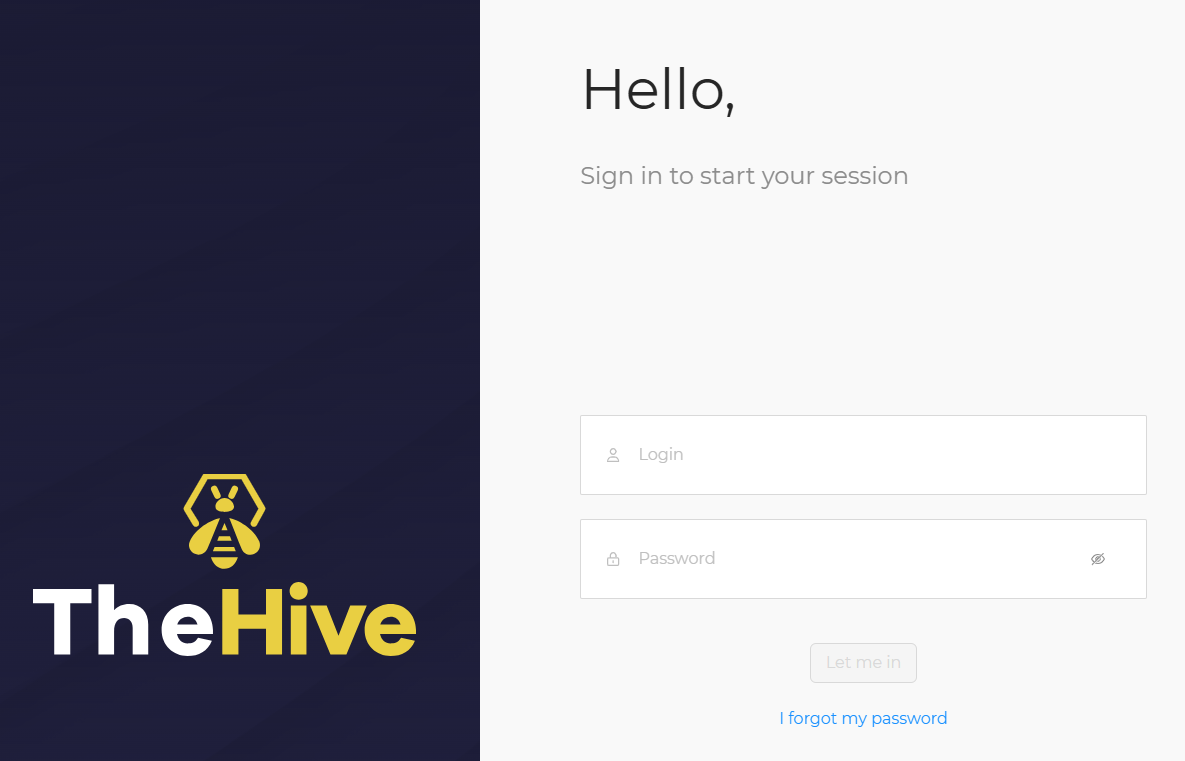 TheHive
Hello,
Sign in to start your session
Login
Password
Let me in
I forgot my password